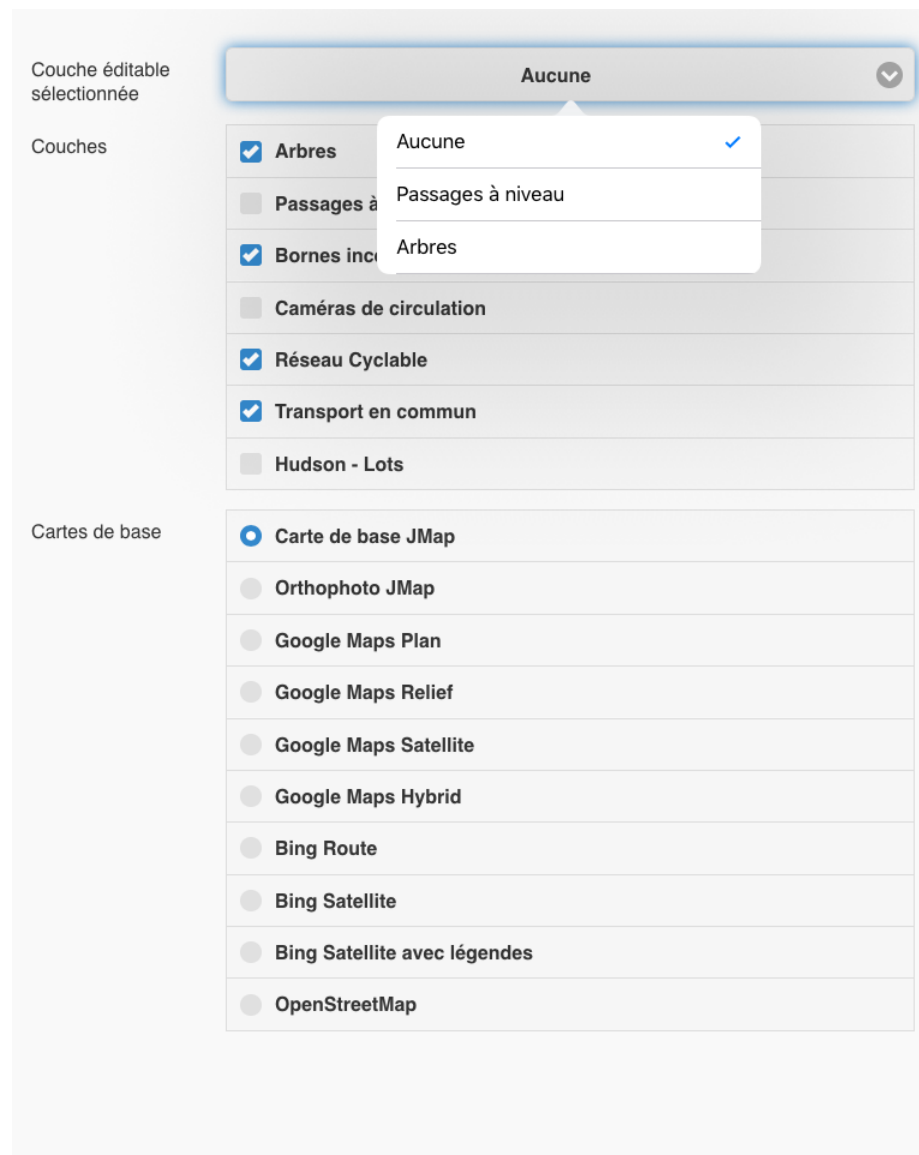 Couche éditable
sélectionnée
Aucune
Couches
Arbres
Aucune
Passages à
Passages à niveau
Bornes
Arbres
Caméras de circulation
Réseau Cyclable
Transport en commun
Hudson - Lots
Cartes de base
Carte de base JMap
Orthophoto JMap
Google Maps Plan
Google Maps Relief
Google Maps Satellite
Google Maps Hybrid
Bing Route
Bing Satellite
Bing Satellite avec légendes
OpenStreetMap